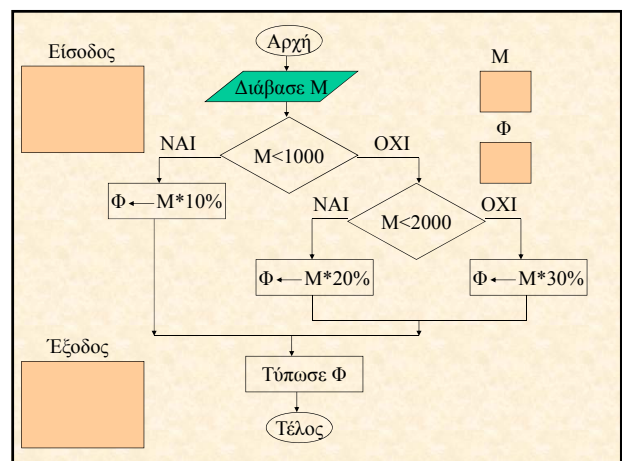 Αρχή
Είσοδος
Μ
Διάβασε Μ
Φ
ΝΑΙ
ΟΧΙ
Μ<1000
Φ ← Μ*10%
ΝΑΙ
ΟΧΙ
Μ<2000
Φ ← Μ*20%
Φ ← Μ*30%
Έξοδος
Τύπωσε Φ
Τέλος